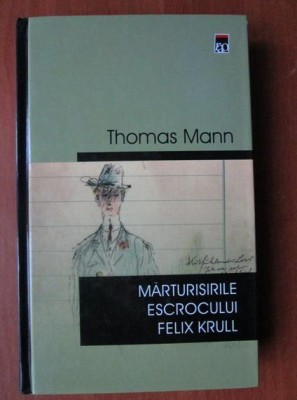 Thomas Mann
MĂRTURISIRILE
ESCROCULUI
FELIX KRULL